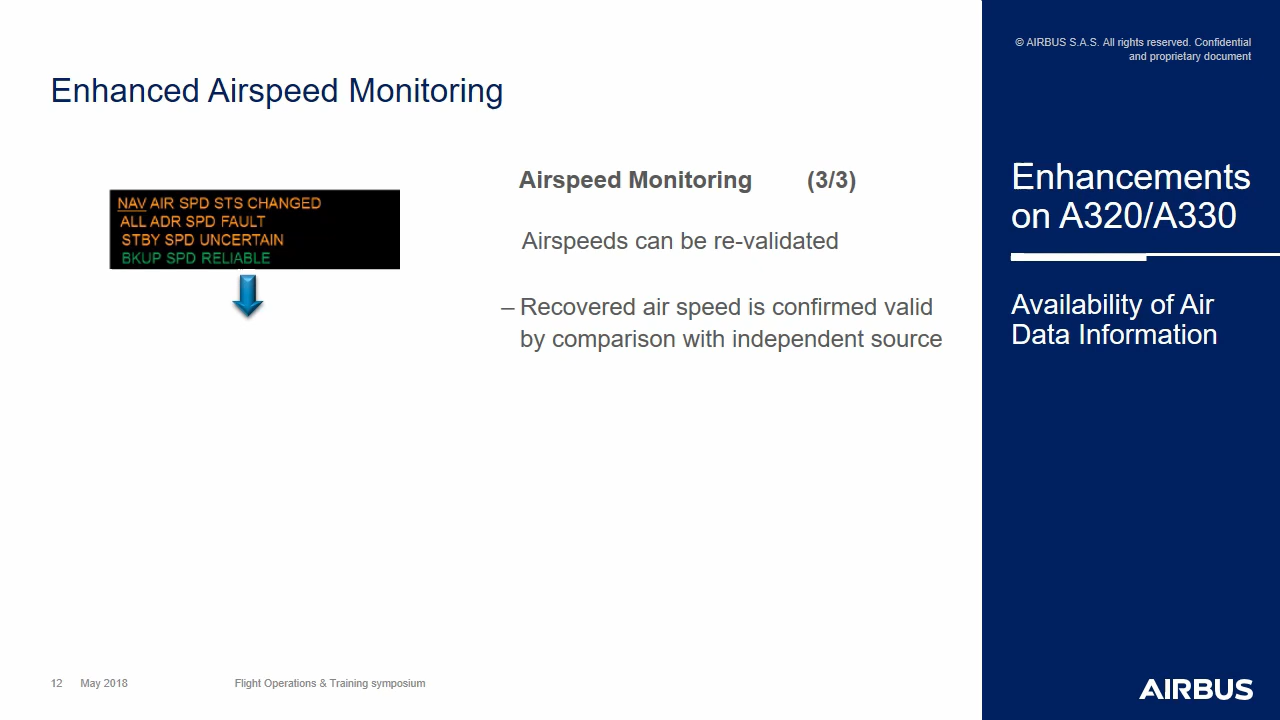 © AIRBUS S.A.S. All rights reserved. Confidential
and proprietary document
Enhanced Airspeed Monitoring
NAV AIR SPD STS CHANGED
ALL ADR SPD FAULT
STBY SPD UNCERTAIN
BKUP SPD RELIABLE
Airspeed Monitoring (3/3)
Airspeeds can be re-validated
– Recovered air speed is confirmed valid
by comparison with independent source
Enhancements
on A320/A330
Availability of Air
Data Information
12 May 2018 Flight Operations & Training symposium
AIRBUS